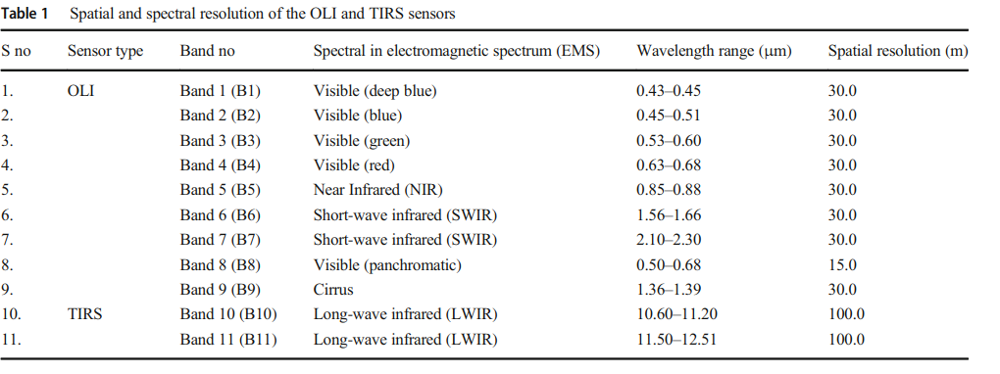 Table 1 Spatial and spectral resolution of the OLI and TIRS sensors
S no Sensor type Band no Spectral in electromagnetic spectrum (EMS) Wavelength range (μm) Spatial resolution (m)
1. OLI Band 1 (B1) Visible (deep blue) 0.43–0.45 30.0
2. Band 2 (B2) Visible (blue) 0.45–0.51 30.0
3. Band 3 (B3) Visible (green) 0.53–0.60 30.0
4. Band 4 (B4) Visible (red) 0.63–0.68 30.0
5. Band 5 (B5) Near Infrared (NIR) 0.85–0.88 30.0
6. Band 6 (B6) Short-wave infrared (SWIR) 1.56–1.66 30.0
7. Band 7 (B7) Short-wave infrared (SWIR) 2.10–2.30 30.0
8. Band 8 (B8) Visible (panchromatic) 0.50–0.68 15.0
9. Band 9 (B9) Cirrus 1.36–1.39 30.0
10. TIRS Band 10 (B10) Long-wave infrared (LWIR) 10.60–11.20 100.0
11. Band 11 (B11) Long-wave infrared (LWIR) 11.50–12.51 100.0